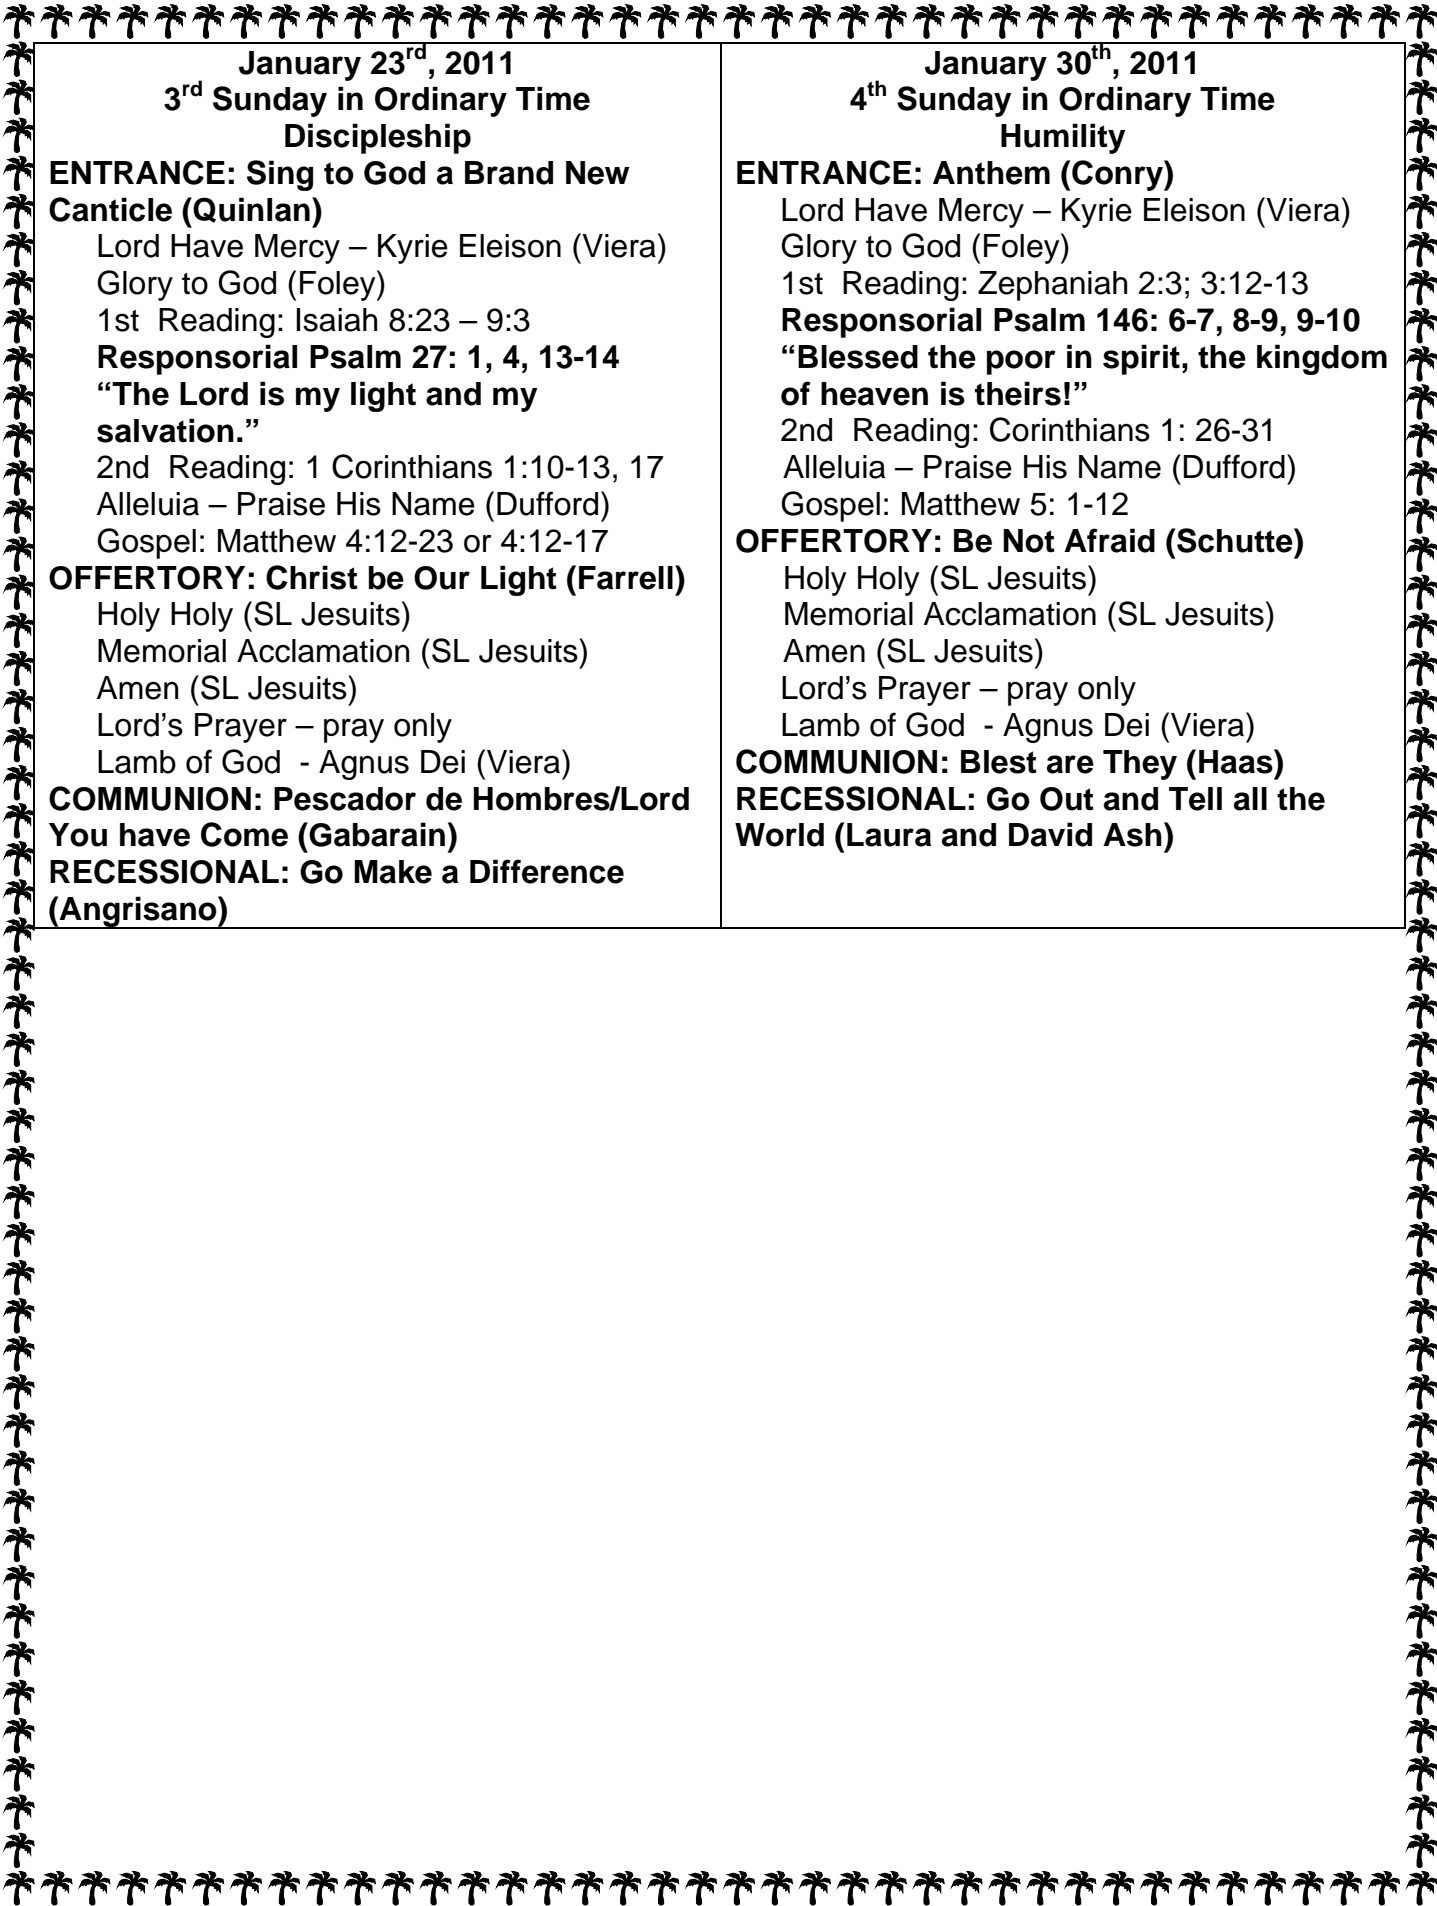 January 23rd, 2011
3rd Sunday in Ordinary Time
Discipleship
ENTRANCE: Sing to God a Brand New
Canticle (Quinlan)
Lord Have Mercy – Kyrie Eleison (Viera)
Glory to God (Foley)
1st  Reading: Isaiah 8:23 – 9:3
Responsorial Psalm 27: 1, 4, 13-14
“The Lord is my light and my
salvation.”
2nd  Reading: 1 Corinthians 1:10-13, 17
Alleluia – Praise His Name (Dufford)
Gospel: Matthew 4:12-23 or 4:12-17
OFFERTORY: Christ be Our Light (Farrell)
Holy Holy (SL Jesuits)
Memorial Acclamation (SL Jesuits)
Amen (SL Jesuits)
Lord’s Prayer – pray only
Lamb of God  - Agnus Dei (Viera)
COMMUNION: Pescador de Hombres/Lord
You have Come (Gabarain)
RECESSIONAL: Go Make a Difference
(Angrisano)
January 30th, 2011
4th Sunday in Ordinary Time
Humility
ENTRANCE: Anthem (Conry)
Lord Have Mercy – Kyrie Eleison (Viera)
Glory to God (Foley)
1st  Reading: Zephaniah 2:3; 3:12-13
Responsorial Psalm 146: 6-7, 8-9, 9-10
“Blessed the poor in spirit, the kingdom
of heaven is theirs!”
2nd  Reading: Corinthians 1: 26-31
Alleluia – Praise His Name (Dufford)
Gospel: Matthew 5: 1-12
OFFERTORY: Be Not Afraid (Schutte)
Holy Holy (SL Jesuits)
Memorial Acclamation (SL Jesuits)
Amen (SL Jesuits)
Lord’s Prayer – pray only
Lamb of God  - Agnus Dei (Viera)
COMMUNION: Blest are They (Haas)
RECESSIONAL: Go Out and Tell all the
World (Laura and David Ash)